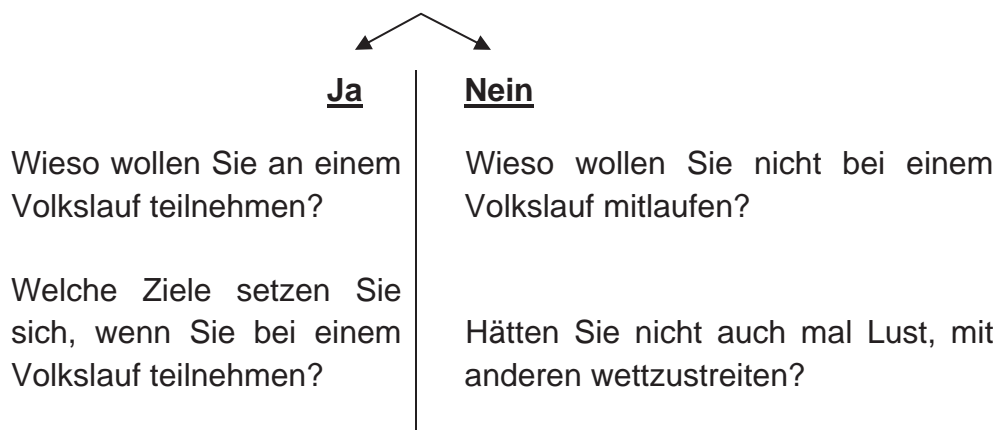 Ja
Wieso wollen Sie an einem
Volkslauf teilnehmen?
Welche Ziele setzen Sie
sich, wenn Sie bei einem
Volkslauf teilnehmen?
Nein
Wieso wollen Sie nicht bei einem
Volkslauf mitlaufen?
Hätten Sie nicht auch mal Lust, mit
anderen wettzustreiten?